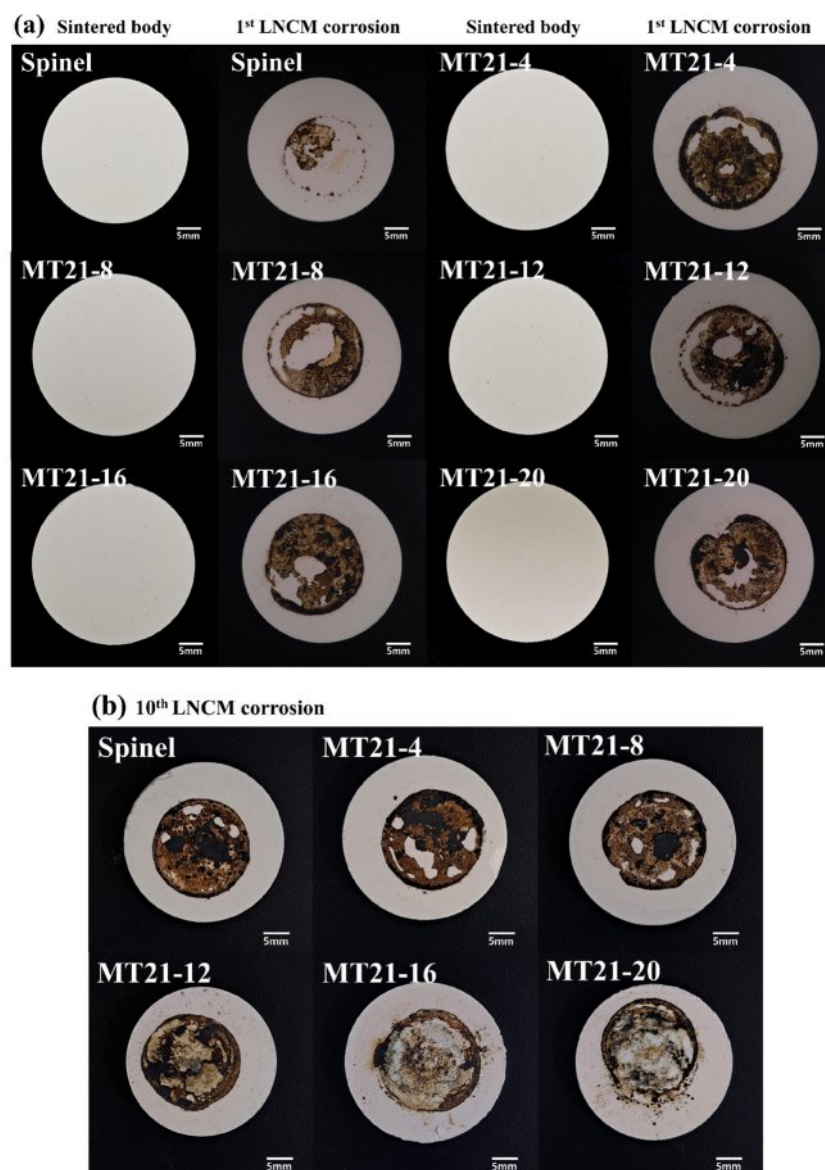 (a) Sintered body 1st LNCM corrosion Sintered body 1st LNCM corrosion
Spinel Spinel MT21-4 MT21-4
5mm 5mm 5mm 5mm
MT21-8 MT21-8 MT21-12 MT21-12
5mm 5mm 5mm 5mm
MT21-16 MT21-16 MT21-20 MT21-20
5mm 5mm 5mm 5mm
(b) 10th LNCM corrosion
Spinel MT21-4 MT21-8
5mm 5mm 5mm
MT21-12 MT21-16 MT21-20
5mm 5mm 5mm